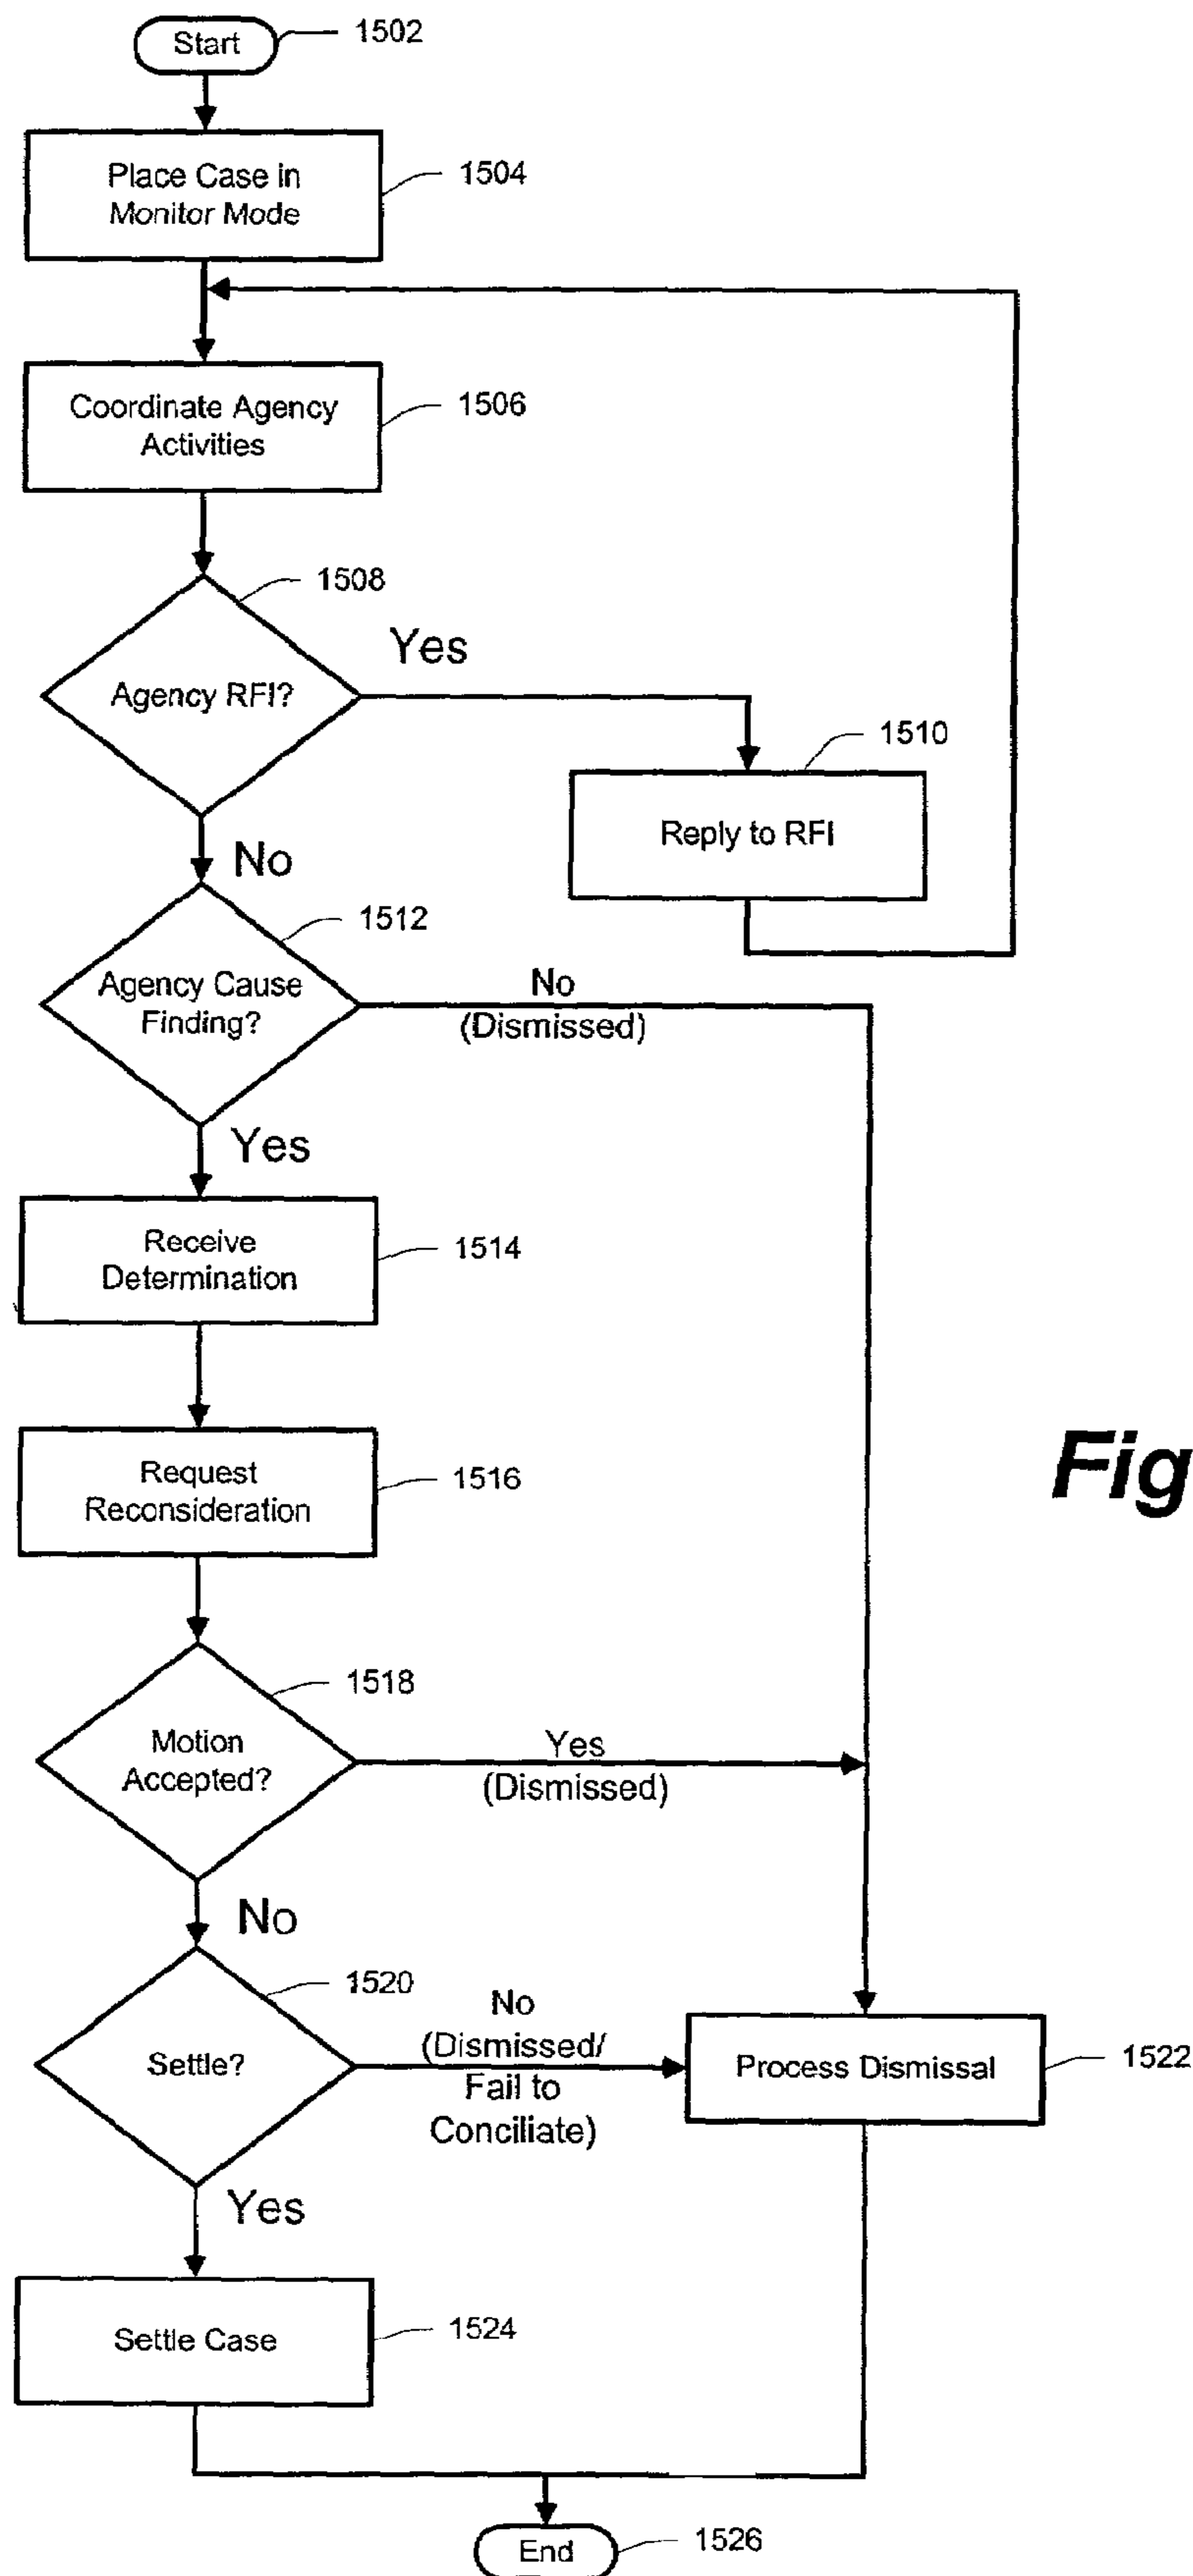 Start
1502
Place Case in
Monitor Mode
1504
Coordinate Agency
Activities
1506
1508
Agency RFI?
Yes
1510
Reply to RFI
No
1512
Agency Cause
Finding?
No
(Dismissed)
Yes
Receive
Determination
1514
Request
Reconsideration
1516
Fig
1518
Motion
Accepted?
Yes
(Dismissed)
No
1520
Settle?
No
(Dismissed/
Fail to
Conciliate)
Process Dismissal
1522
Yes
Settle Case
1524
End
1526